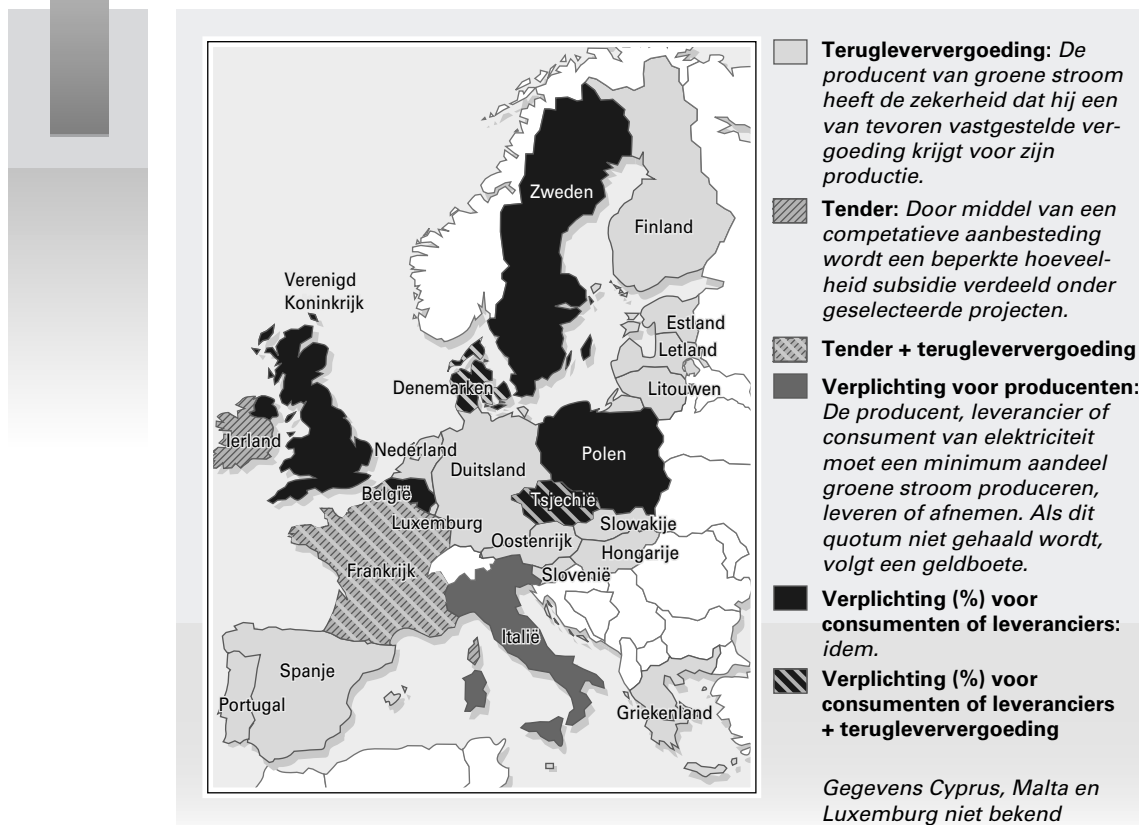 Zweden
Finland
Verenigd
Koninkrijk
Estland
Letland
Denemarken
Litouwen
Ierland
Nederland
Duitsland
Polen
België
Tsjechië
Luxemburg
Slowakije
Oostenrijk
Hongarije
Frankrijk
Slovenië
Italië
Spanje
Portugal
Griekenland
Terugleververgoeding: De
producent van groene stroom
heeft de zekerheid dat hij een
van tevoren vastgestelde ver-
goeding krijgt voor zijn
productie.
Tender: Door middel van een
competatieve aanbesteding
wordt een beperkte hoeveel-
heid subsidie verdeeld onder
geselecteerde projecten.
Tender + terugleververgoeding
Verplichting voor producenten:
De producent, leverancier of
consument van elektriciteit
moet een minimum aandeel
groene stroom produceren,
leveren of afnemen. Als dit
quotum niet gehaald wordt,
volgt een geldboete.
Verplichting (%) voor
consumenten of leveranciers:
idem.
Verplichting (%) voor
consumenten of leveranciers
+ terugleververgoeding
Gegevens Cyprus, Malta en
Luxemburg niet bekend